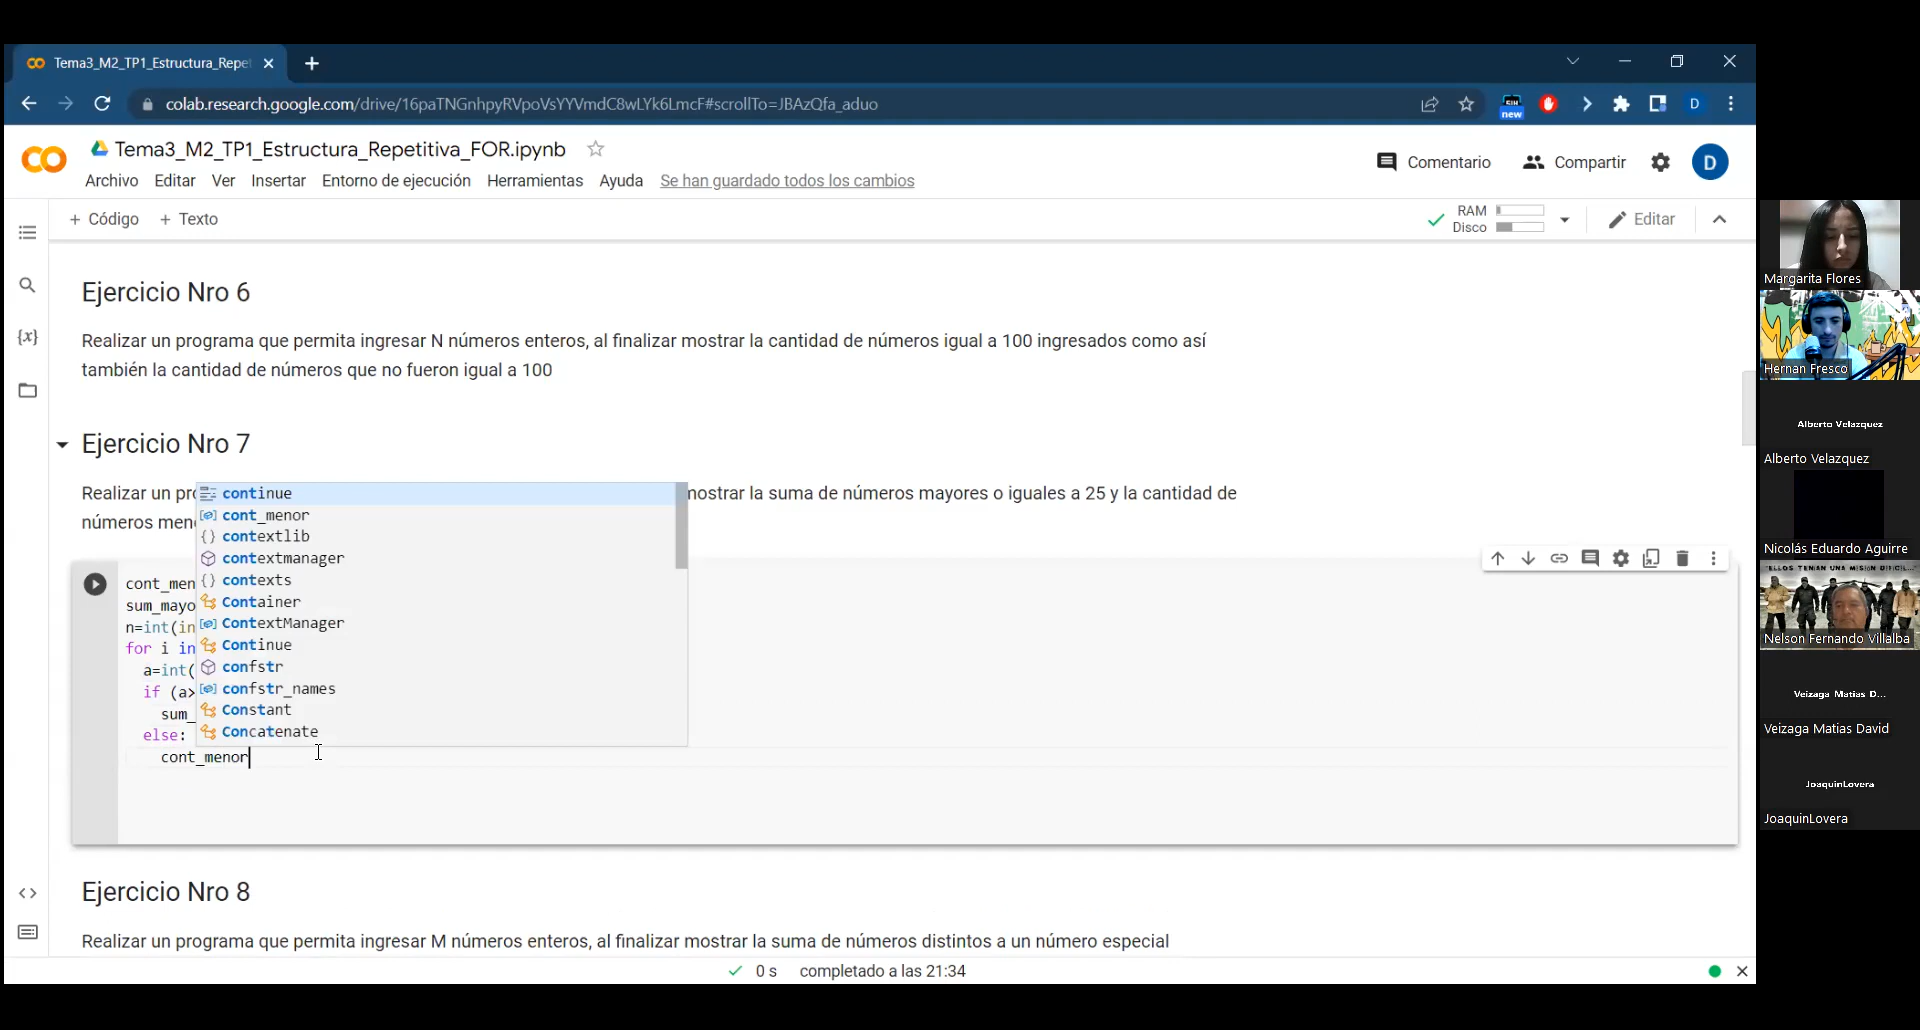 Tema3_M2_TP1_Estructura_Repe
colab.research.google.com/drive/16paTNGnhpyRVpoVsYYVmdC8wLYk6LmcF#scrollTo=JBAzQfa_aduo
new
D
Tema3_M2_TP1_Estructura_Repetitiva_FOR.ipynb
Comentario
Compartir
D
Archivo Editar Ver Insertar Entorno de ejecución Herramientas Ayuda Se han guardado todos los cambios
+ Código + Texto
RAM
Disco
Editar
Ejercicio Nro 6
Realizar un programa que permita ingresar N números enteros, al finalizar mostrar la cantidad de números igual a 100 ingresados como así
también la cantidad de números que no fueron igual a 100
Ejercicio Nro 7
Realizar un pro
mostrar la suma de números mayores o iguales a 25 y la cantidad de
números men
continue
cont_menor
contextlib
contextmanager
contexts
Container
ContextManager
Continue
confstr
confstr_names
Constant
Concatenate
cont_men
sum_mayo
n=int(in
for i in
a=int(
if (a>
sum_
else:
cont_menor
Ejercicio Nro 8
Realizar un programa que permita ingresar M números enteros, al finalizar mostrar la suma de números distintos a un número especial
0 s completado a las 21:34
Margarita Flores
Hernan Fresco
Alberto Velazquez
Alberto Velazquez
Nicolás Eduardo Aguirre
"ELLOS TENIAN UNA MISION DIFICIL..."
Nelson Fernando Villalba
Veizaga Matias D...
Veizaga Matias David
JoaquinLovera
JoaquinLovera